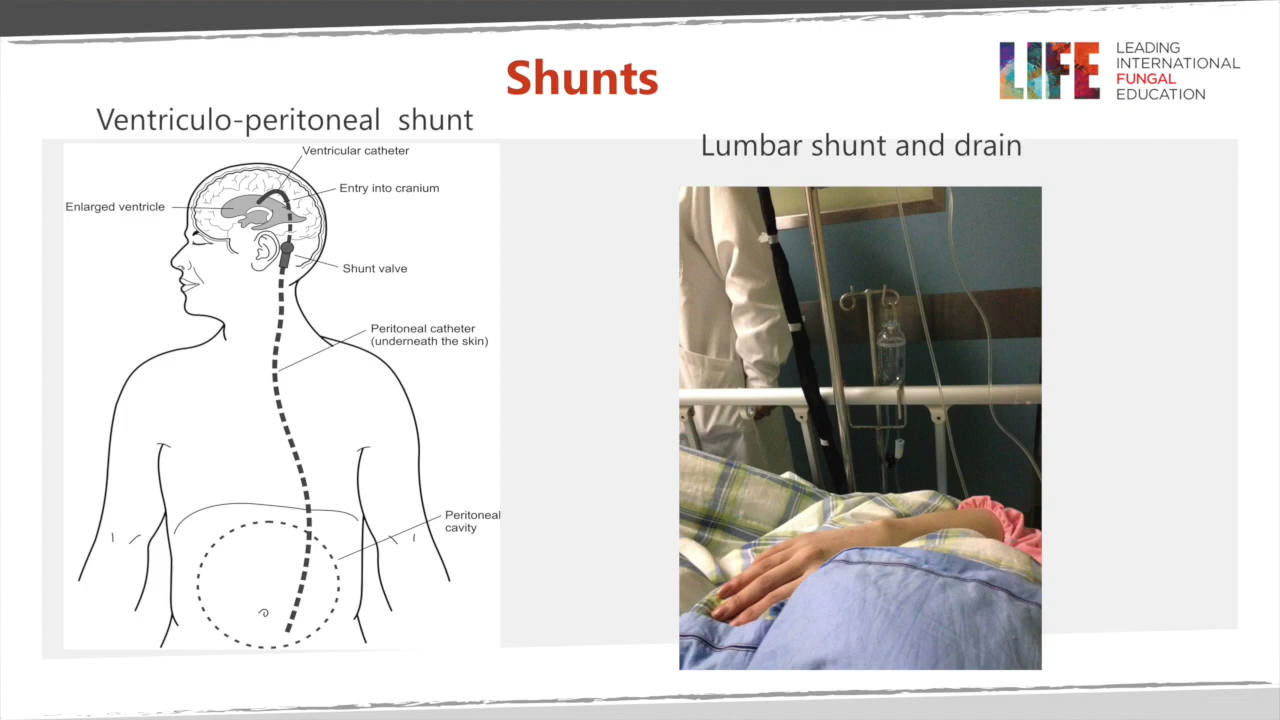 Shunts
LIFE
LEADING
INTERNATIONAL
FUNGAL
EDUCATION
Ventriculo-peritoneal shunt
Lumbar shunt and drain
Ventricular catheter
Entry into cranium
Enlarged ventricle
Shunt valve
Peritoneal catheter
(underneath the skin)
Peritoneal
cavity